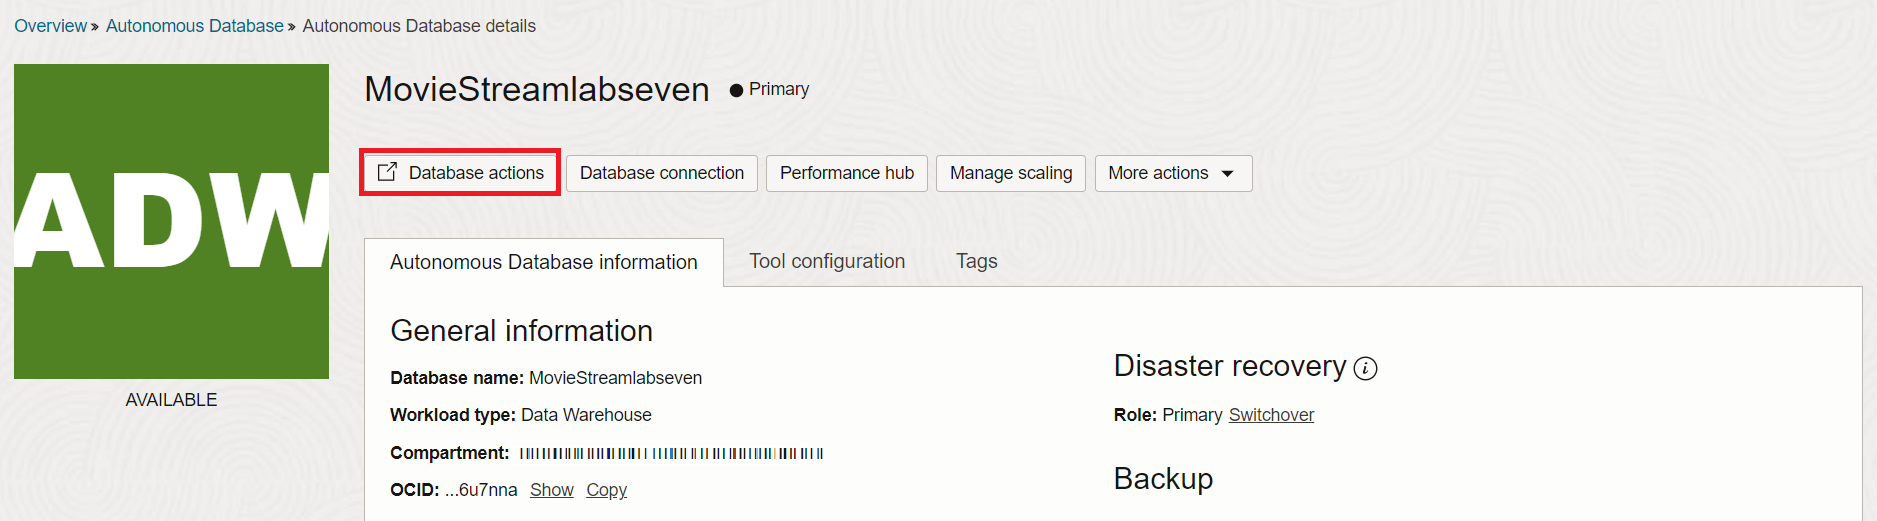 Overview » Autonomous Database » Autonomous Database details
ADW
AVAILABLE
MovieStreamlabseven ● Primary
Database actions Database connection Performance hub Manage scaling More actions
Autonomous Database information Tool configuration Tags
General information
Database name: MovieStreamlabseven
Workload type: Data Warehouse
Compartment:
OCID: ...6u7nna Show Copy
Disaster recovery i
Role: Primary Switchover
Backup